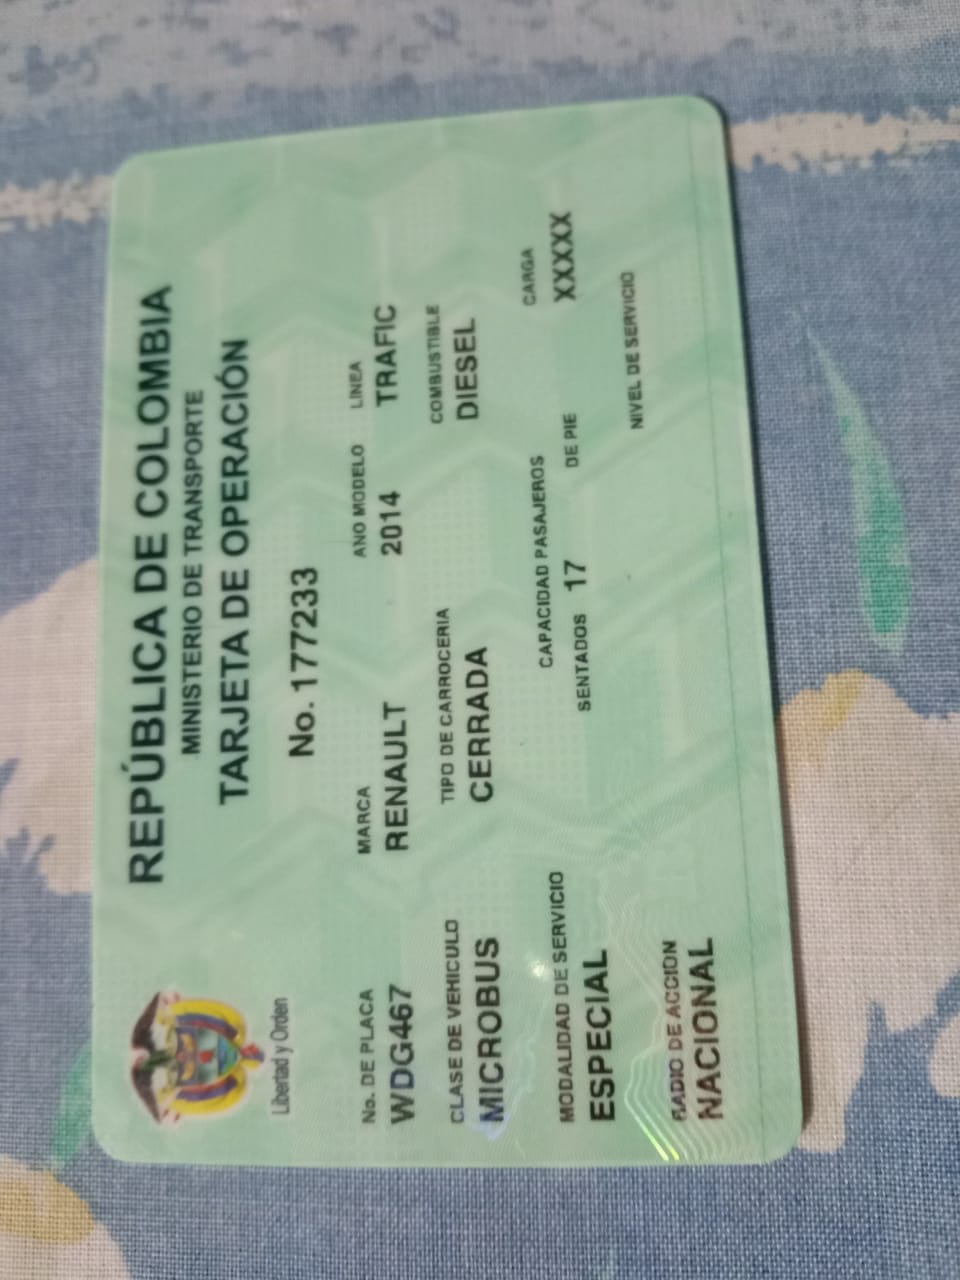 REPÚBLICA DE COLOMBIA
MINISTERIO DE TRANSPORTE
TARJETA DE OPERACIÓN
Libertad y Orden
No. 177233
No. DE PLACA MARCA ANO MODELO LINEA
WDG467 RENAULT 2014 TRAFIC
CLASE DE VEHICULO TIPO DE CARROCERIA COMBUSTIBLE
MICROBUS CERRADA DIESEL
MODALIDAD DE SERVICIO CAPACIDAD PASAJEROS CARGA
ESPECIAL SENTADOS 17 DE PIE XXXXX
RADIO DE ACCION NIVEL DE SERVICIO
NACIONAL